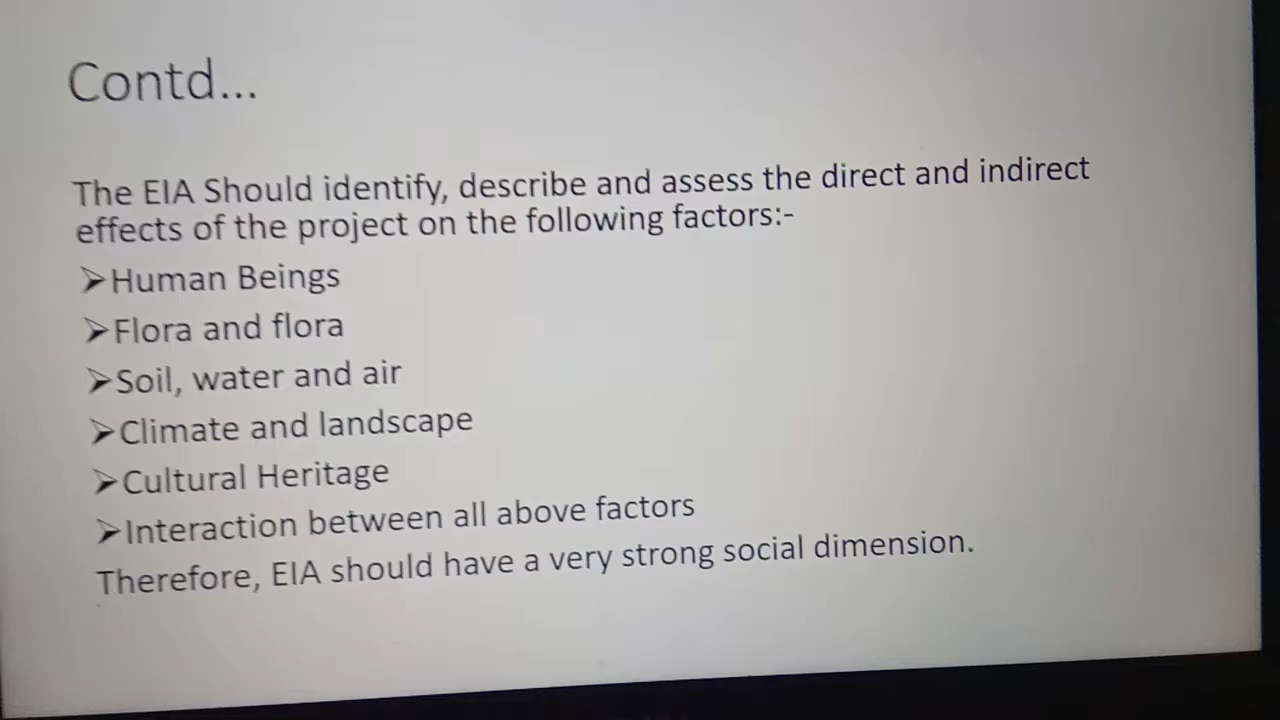 Contd...
The EIA Should identify, describe and assess the direct and indirect
effects of the project on the following factors:-
➢Human Beings
➢Flora and flora
➢Soil, water and air
➢Climate and landscape
➢Cultural Heritage
➢Interaction between all above factors
Therefore, EIA should have a very strong social dimension.